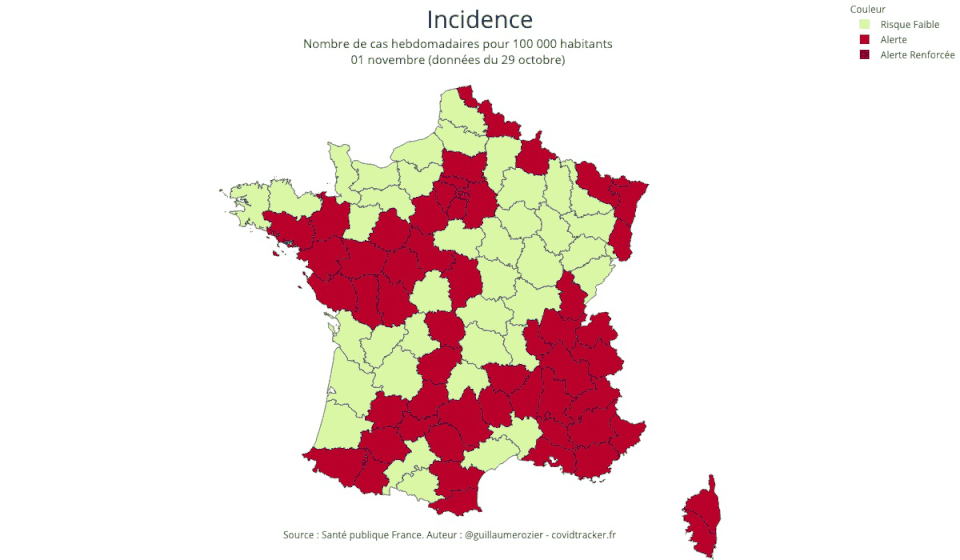 Incidence
Nombre de cas hebdomadaires pour 100 000 habitants
01 novembre (données du 29 octobre)
Couleur
Risque Faible
Alerte
Alerte Renforcée
Source : Santé publique France. Auteur : @guillaumerozier - covidtracker.fr